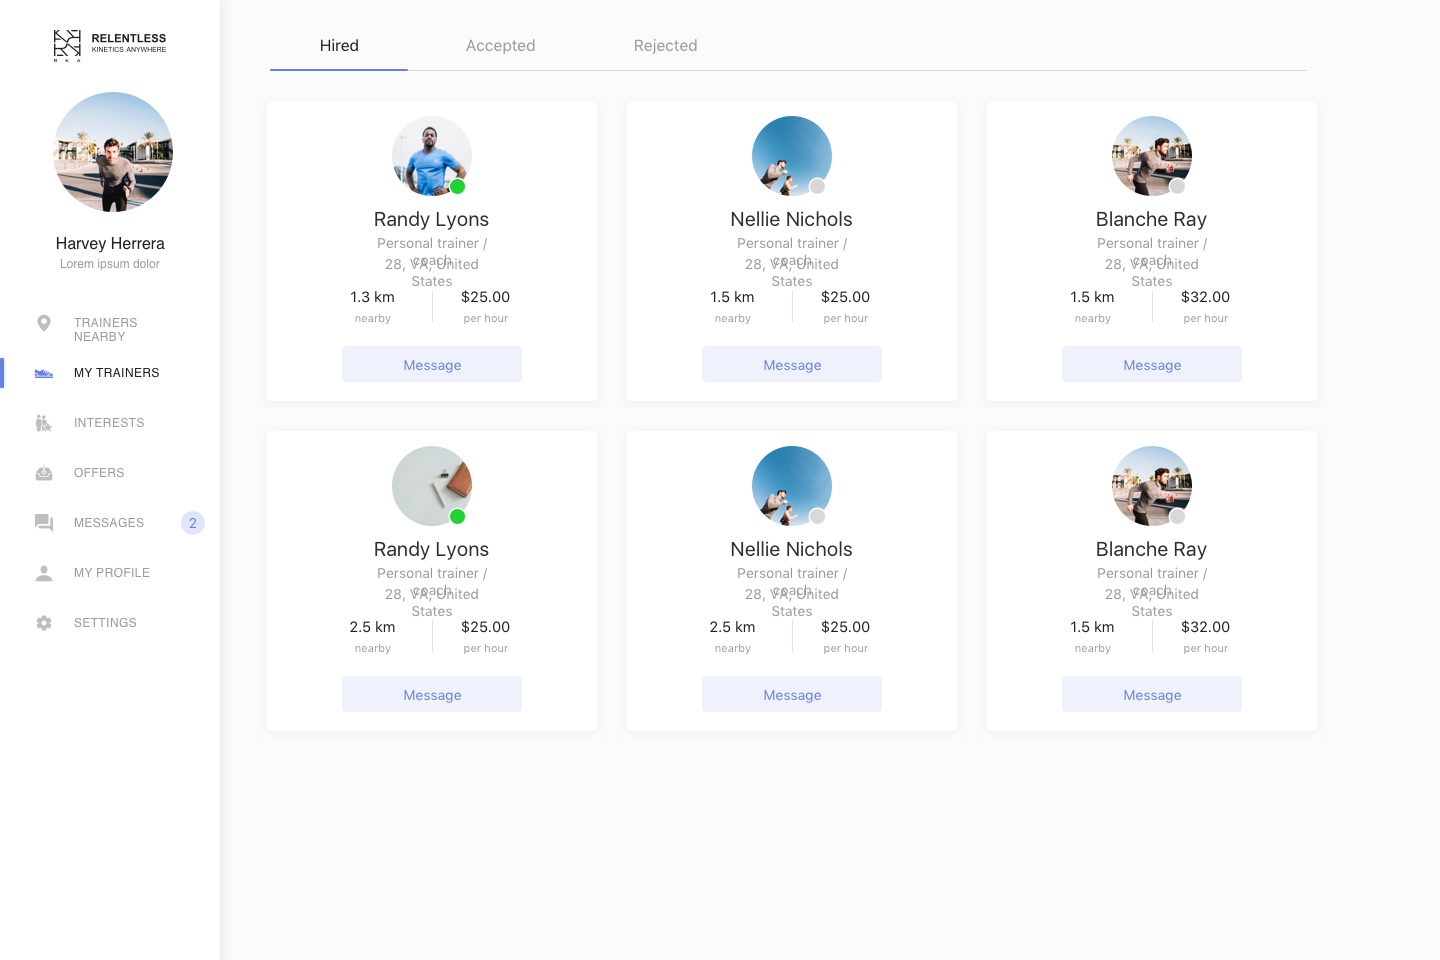 RELENTLESS
KINETICS ANYWHERE
R K A
Harvey Herrera
Lorem ipsum dolor
TRAINERS
NEARBY
MY TRAINERS
INTERESTS
OFFERS
MESSAGES 2
MY PROFILE
SETTINGS
Hired Accepted Rejected
Randy Lyons
Personal trainer /
coach
28, VA, United
States
1.3 km $25.00
nearby per hour
Message
Nellie Nichols
Personal trainer /
coach
28, VA, United
States
1.5 km $25.00
nearby per hour
Message
Blanche Ray
Personal trainer /
coach
28, VA, United
States
1.5 km $32.00
nearby per hour
Message
Randy Lyons
Personal trainer /
coach
28, VA, United
States
2.5 km $25.00
nearby per hour
Message
Nellie Nichols
Personal trainer /
coach
28, VA, United
States
2.5 km $25.00
nearby per hour
Message
Blanche Ray
Personal trainer /
coach
28, VA, United
States
1.5 km $32.00
nearby per hour
Message